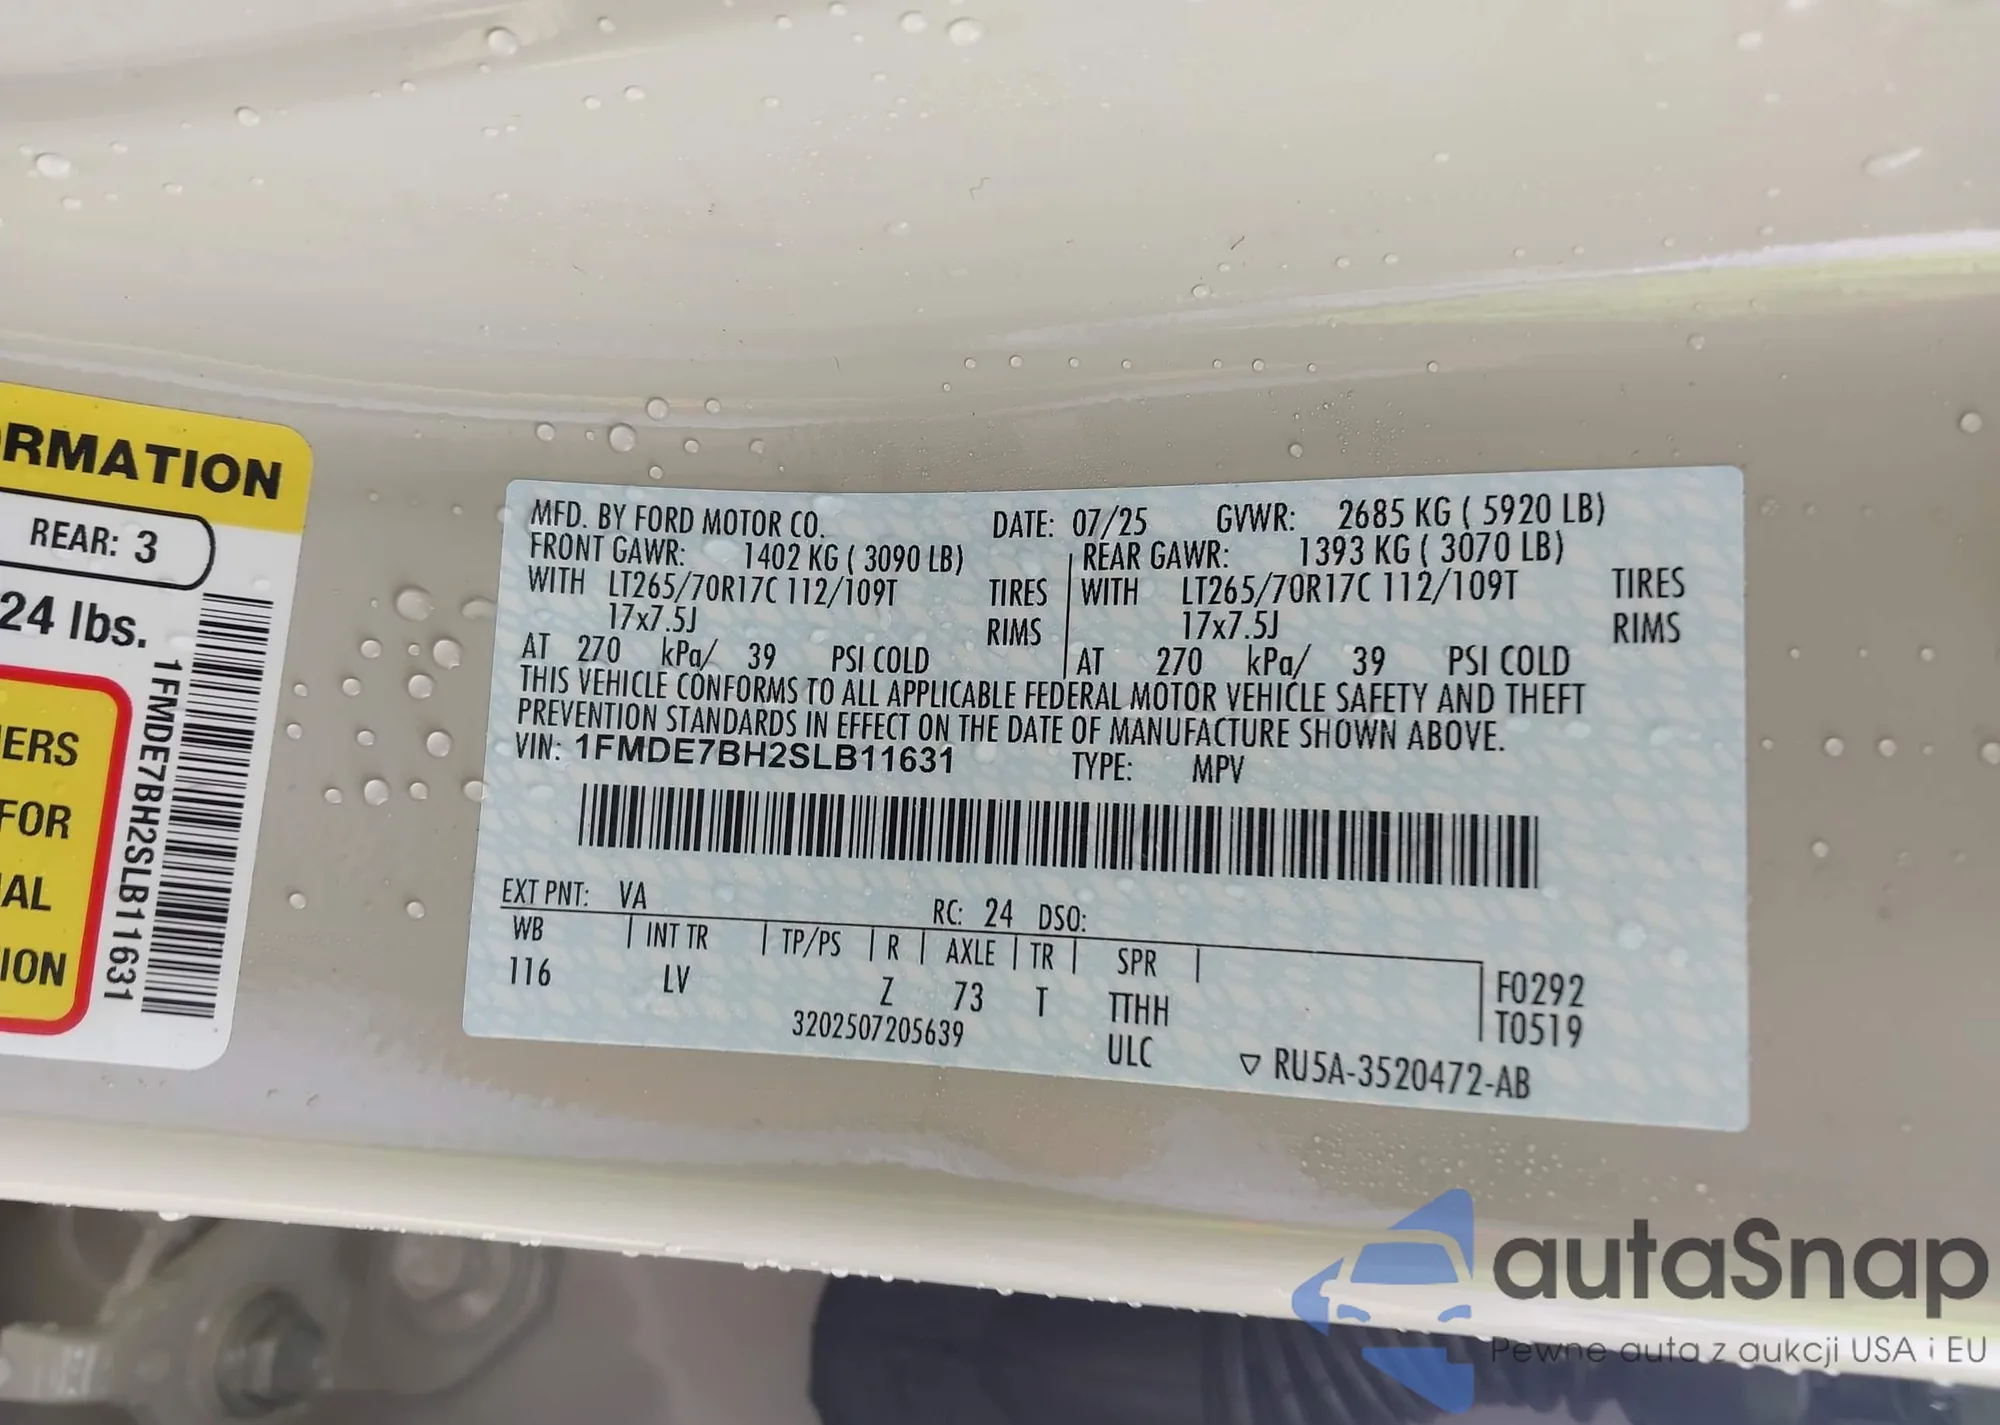 RMATION
REAR: 3
24 lbs.
ERS
FOR
AL
ION
1FMDE7BH2SLB11631
MFD. BY FORD MOTOR CO. DATE: 07/25 GVWR: 2685 KG ( 5920 LB)
FRONT GAWR: 1402 KG ( 3090 LB) REAR GAWR: 1393 KG ( 3070 LB)
WITH LT265/70R17C 112/109T TIRES WITH LT265/70R17C 112/109T TIRES
17x7.5J RIMS 17x7.5J RIMS
AT 270 kPa/ 39 PSI COLD AT 270 kPa/ 39 PSI COLD
THIS VEHICLE CONFORMS TO ALL APPLICABLE FEDERAL MOTOR VEHICLE SAFETY AND THEFT
PREVENTION STANDARDS IN EFFECT ON THE DATE OF MANUFACTURE SHOWN ABOVE.
VIN: 1FMDE7BH2SLB11631 TYPE: MPV
EXT PNT: VA RC: 24 DSO:
WB INT TR TP/PS R AXLE TR SPR
116 LV Z 73 T TTHH
F0292
T0519
3202507205639 ULC
▽ RU5A-3520472-AB
autaSnap
Pewne auta z aukcji USA i EU